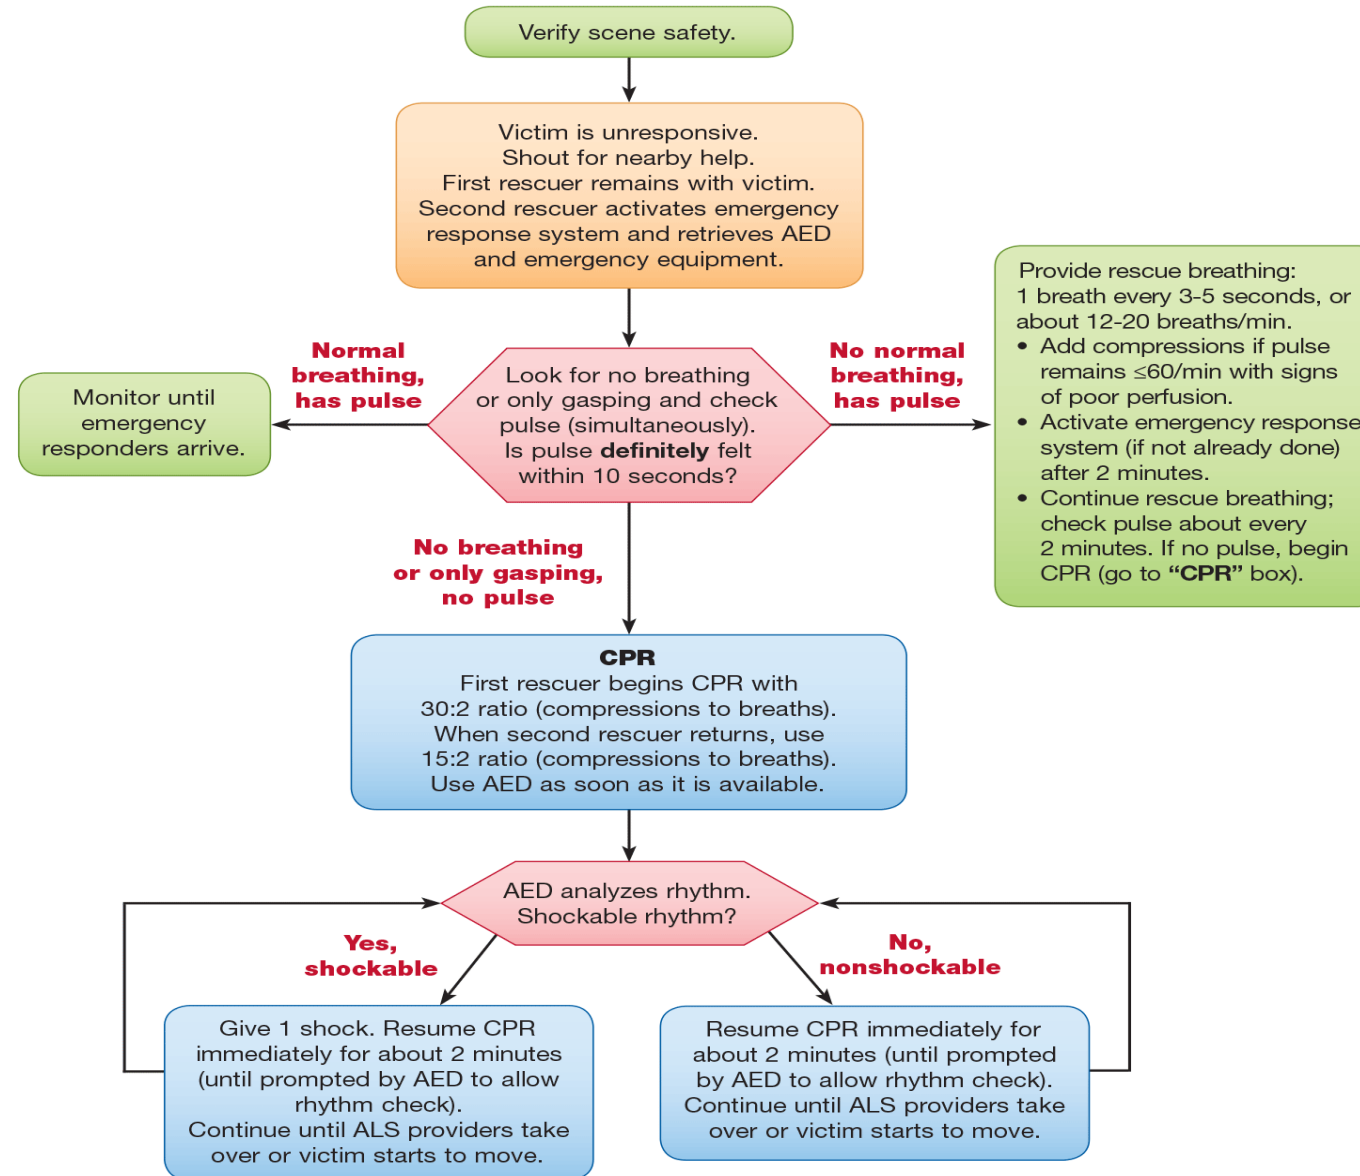 Verify scene safety.
Victim is unresponsive.
Shout for nearby help.
First rescuer remains with victim.
Second rescuer activates emergency
response system and retrieves AED
and emergency equipment.
Normal
breathing,
has pulse
Monitor until
emergency
responders arrive.
Look for no breathing
or only gasping and check
pulse (simultaneously).
Is pulse definitely felt
within 10 seconds?
No normal
breathing,
has pulse
Provide rescue breathing:
1 breath every 3-5 seconds, or
about 12-20 breaths/min.
• Add compressions if pulse
remains ≤60/min with signs
of poor perfusion.
• Activate emergency response
system (if not already done)
after 2 minutes.
• Continue rescue breathing;
check pulse about every
2 minutes. If no pulse, begin
CPR (go to “CPR” box).
No breathing
or only gasping,
no pulse
CPR
First rescuer begins CPR with
30:2 ratio (compressions to breaths).
When second rescuer returns, use
15:2 ratio (compressions to breaths).
Use AED as soon as it is available.
AED analyzes rhythm.
Shockable rhythm?
Yes,
shockable
No,
nonshockable
Give 1 shock. Resume CPR
immediately for about 2 minutes
(until prompted by AED to allow
rhythm check).
Continue until ALS providers take
over or victim starts to move.
Resume CPR immediately for
about 2 minutes (until prompted
by AED to allow rhythm check).
Continue until ALS providers take
over or victim starts to move.